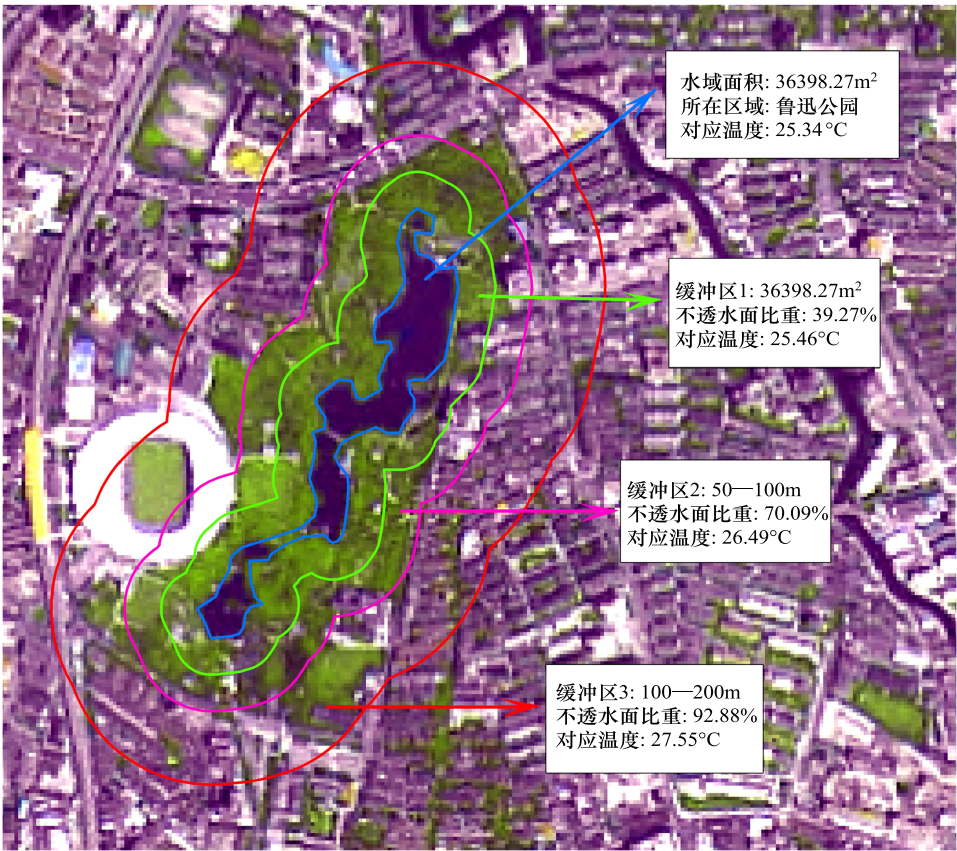 水域面积: 36398.27m²
所在区域: 鲁迅公园
对应温度: 25.34°C
缓冲区1: 36398.27m²
不透水面比重: 39.27%
对应温度: 25.46°C
缓冲区2: 50—100m
不透水面比重: 70.09%
对应温度: 26.49°C
缓冲区3: 100—200m
不透水面比重: 92.88%
对应温度: 27.55°C